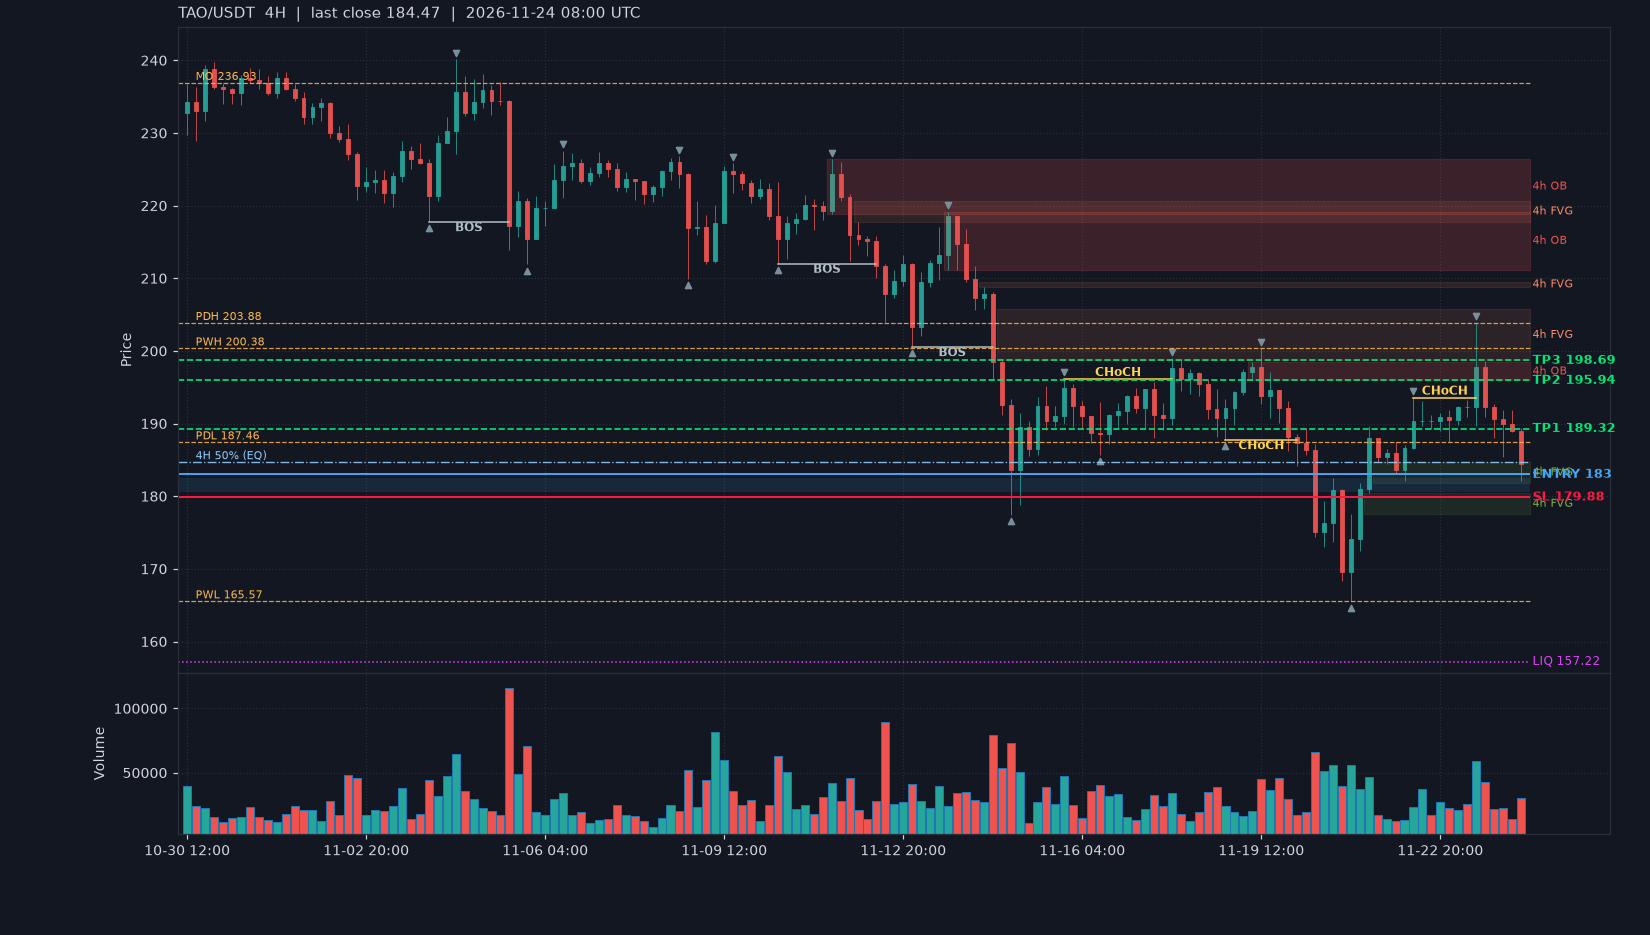 TAO/USDT 4H | last close 184.47 | 2026-11-24 08:00 UTC
240
MO 236.93
230
4h OB
220
4h FVG
BOS
4h OB
BOS
210
4h FVG
PDH 203.88
4h FVG
PWH 200.38
Price
200
BOS
TP3 198.69
4h OB
CHoCH
TP2 195.94
CHoCH
190
TP1 189.32
PDL 187.46
CHoCH
4H 50% (EQ)
4h FVG
ENTRY 183
180
SL 179.88
4h FVG
170
PWL 165.57
160
LIQ 157.22
100000
Volume
50000
10-30 12:00
11-02 20:00
11-06 04:00
11-09 12:00
11-12 20:00
11-16 04:00
11-19 12:00
11-22 20:00